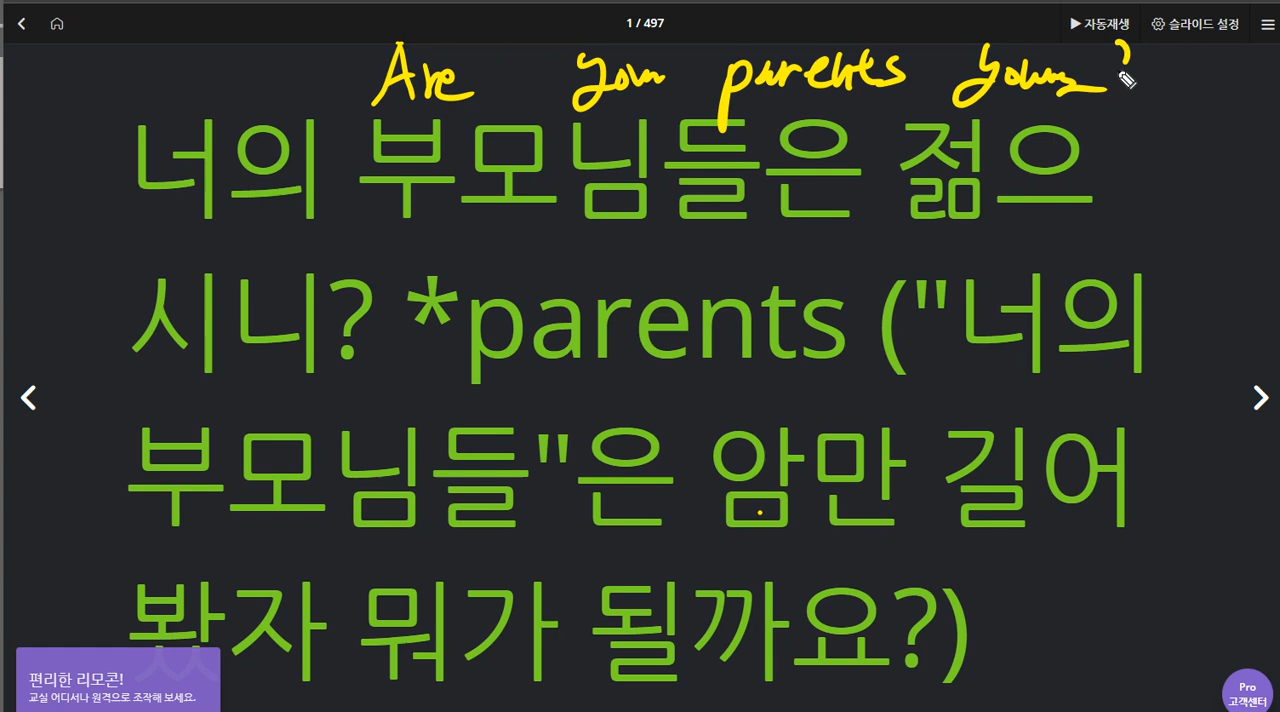 1 / 497
자동재생
슬라이드 설정
Are your parents young?
너의 부모님들은 젊으
시니? *parents ("너의
부모님들"은 암만 길어
봤자 뭐가 될까요?)
편리한 리모콘!
교실 어디서나 원격으로 조작해 보세요.
Pro
고객센터